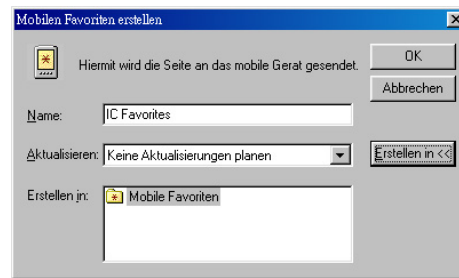 Mobilen Favoriten erstellen
Hiermit wird die Seite an das mobile Gerat gesendet.
OK
Abbrechen
Name: IC Favorites
Aktualisieren: Keine Aktualisierungen planen
Erstellen in <<
Erstellen in: Mobile Favoriten